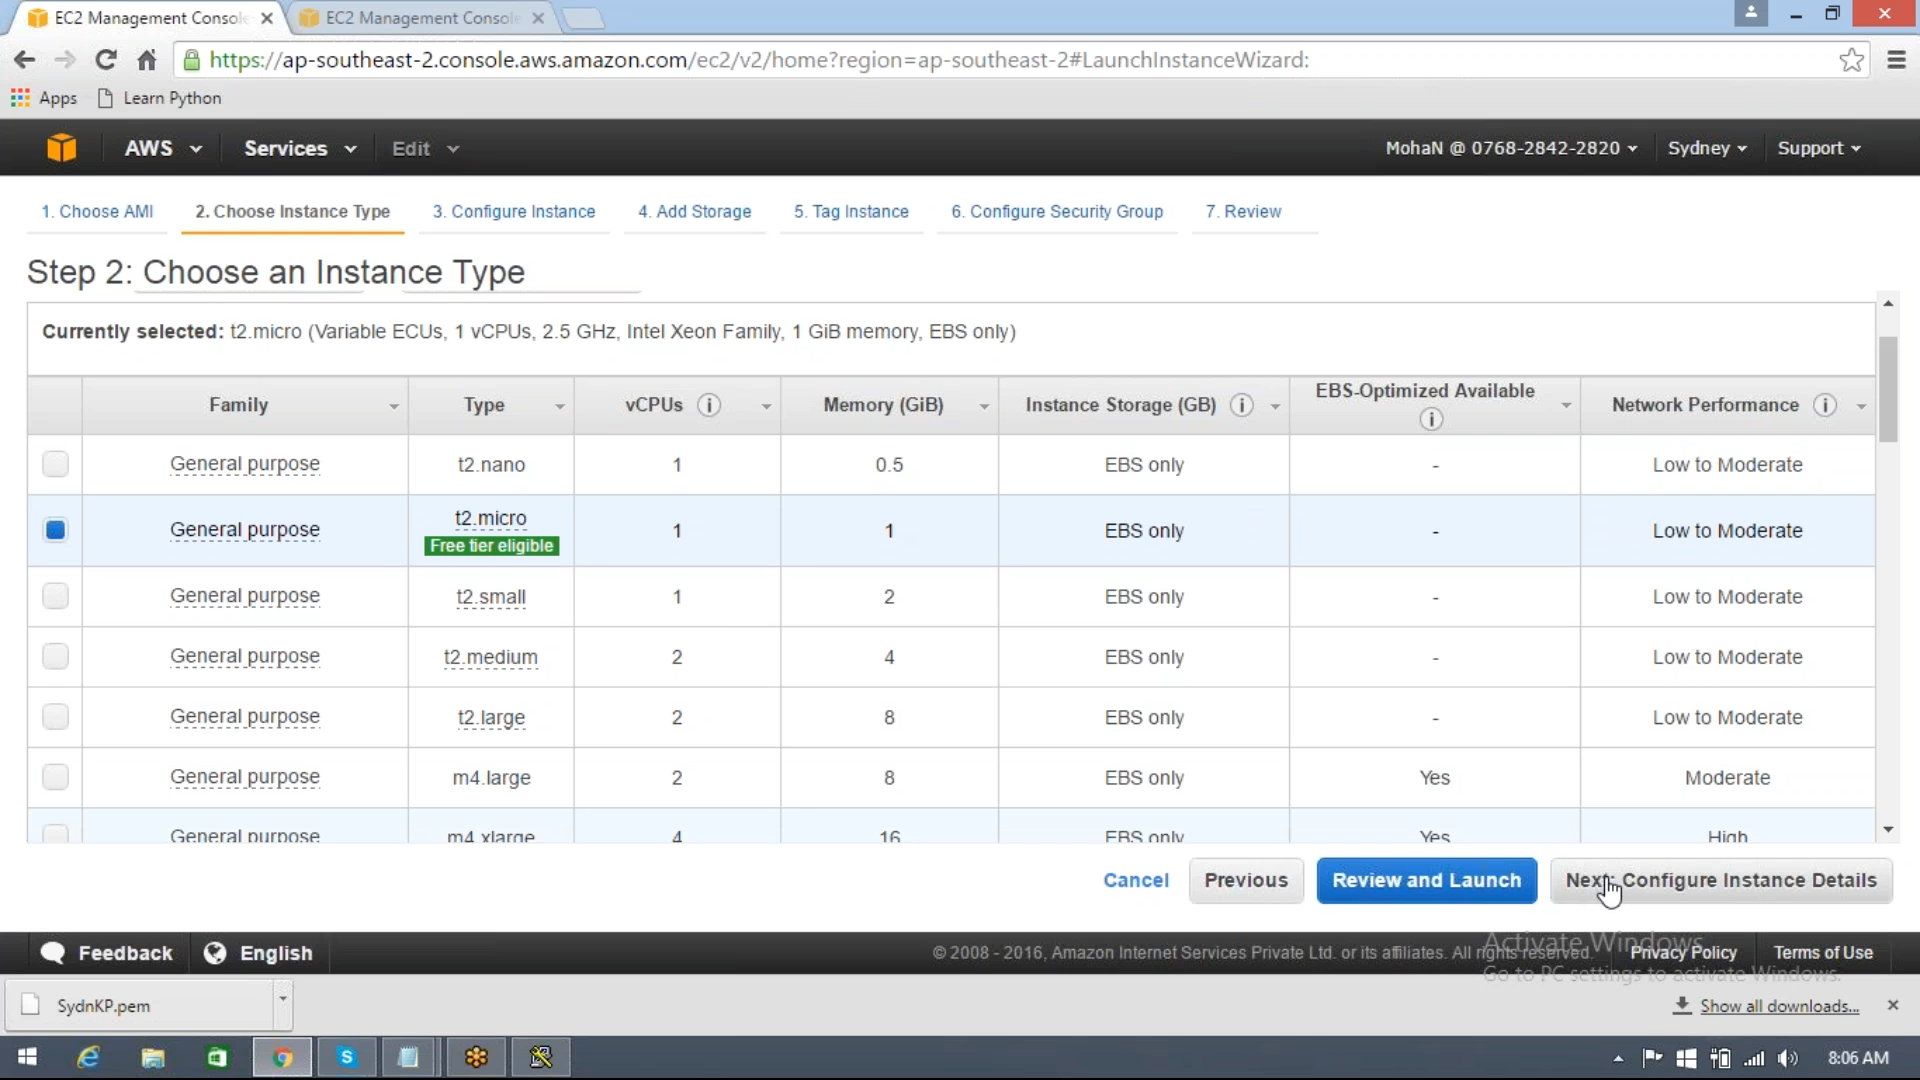 EC2 Management Console
EC2 Management Console
https://ap-southeast-2.console.aws.amazon.com/ec2/v2/home?region=ap-southeast-2#LaunchInstanceWizard:
Apps Learn Python
AWS Services Edit MohaN @ 0768-2842-2820 Sydney Support
1. Choose AMI 2. Choose Instance Type 3. Configure Instance 4. Add Storage 5. Tag Instance 6. Configure Security Group 7. Review
Step 2: Choose an Instance Type
Currently selected: t2.micro (Variable ECUs, 1 vCPUs, 2.5 GHz, Intel Xeon Family, 1 GiB memory, EBS only)
Family Type vCPUs Memory (GiB) Instance Storage (GB) EBS-Optimized Available Network Performance
General purpose t2.nano 1 0.5 EBS only - Low to Moderate
General purpose t2.micro 1 1 EBS only - Low to Moderate
Free tier eligible
General purpose t2.small 1 2 EBS only - Low to Moderate
General purpose t2.medium 2 4 EBS only - Low to Moderate
General purpose t2.large 2 8 EBS only - Low to Moderate
General purpose m4.large 2 8 EBS only Yes Moderate
General purpose m4.xlarge 4 16 EBS only Yes High
Cancel Previous Review and Launch Next: Configure Instance Details
Feedback English © 2008 - 2016, Amazon Internet Services Private Ltd. or its affiliates. All rights reserved. Privacy Policy Terms of Use
Activate Windows
Go to PC settings to activate Windows.
SydnKP.pem Show all downloads...
8:06 AM